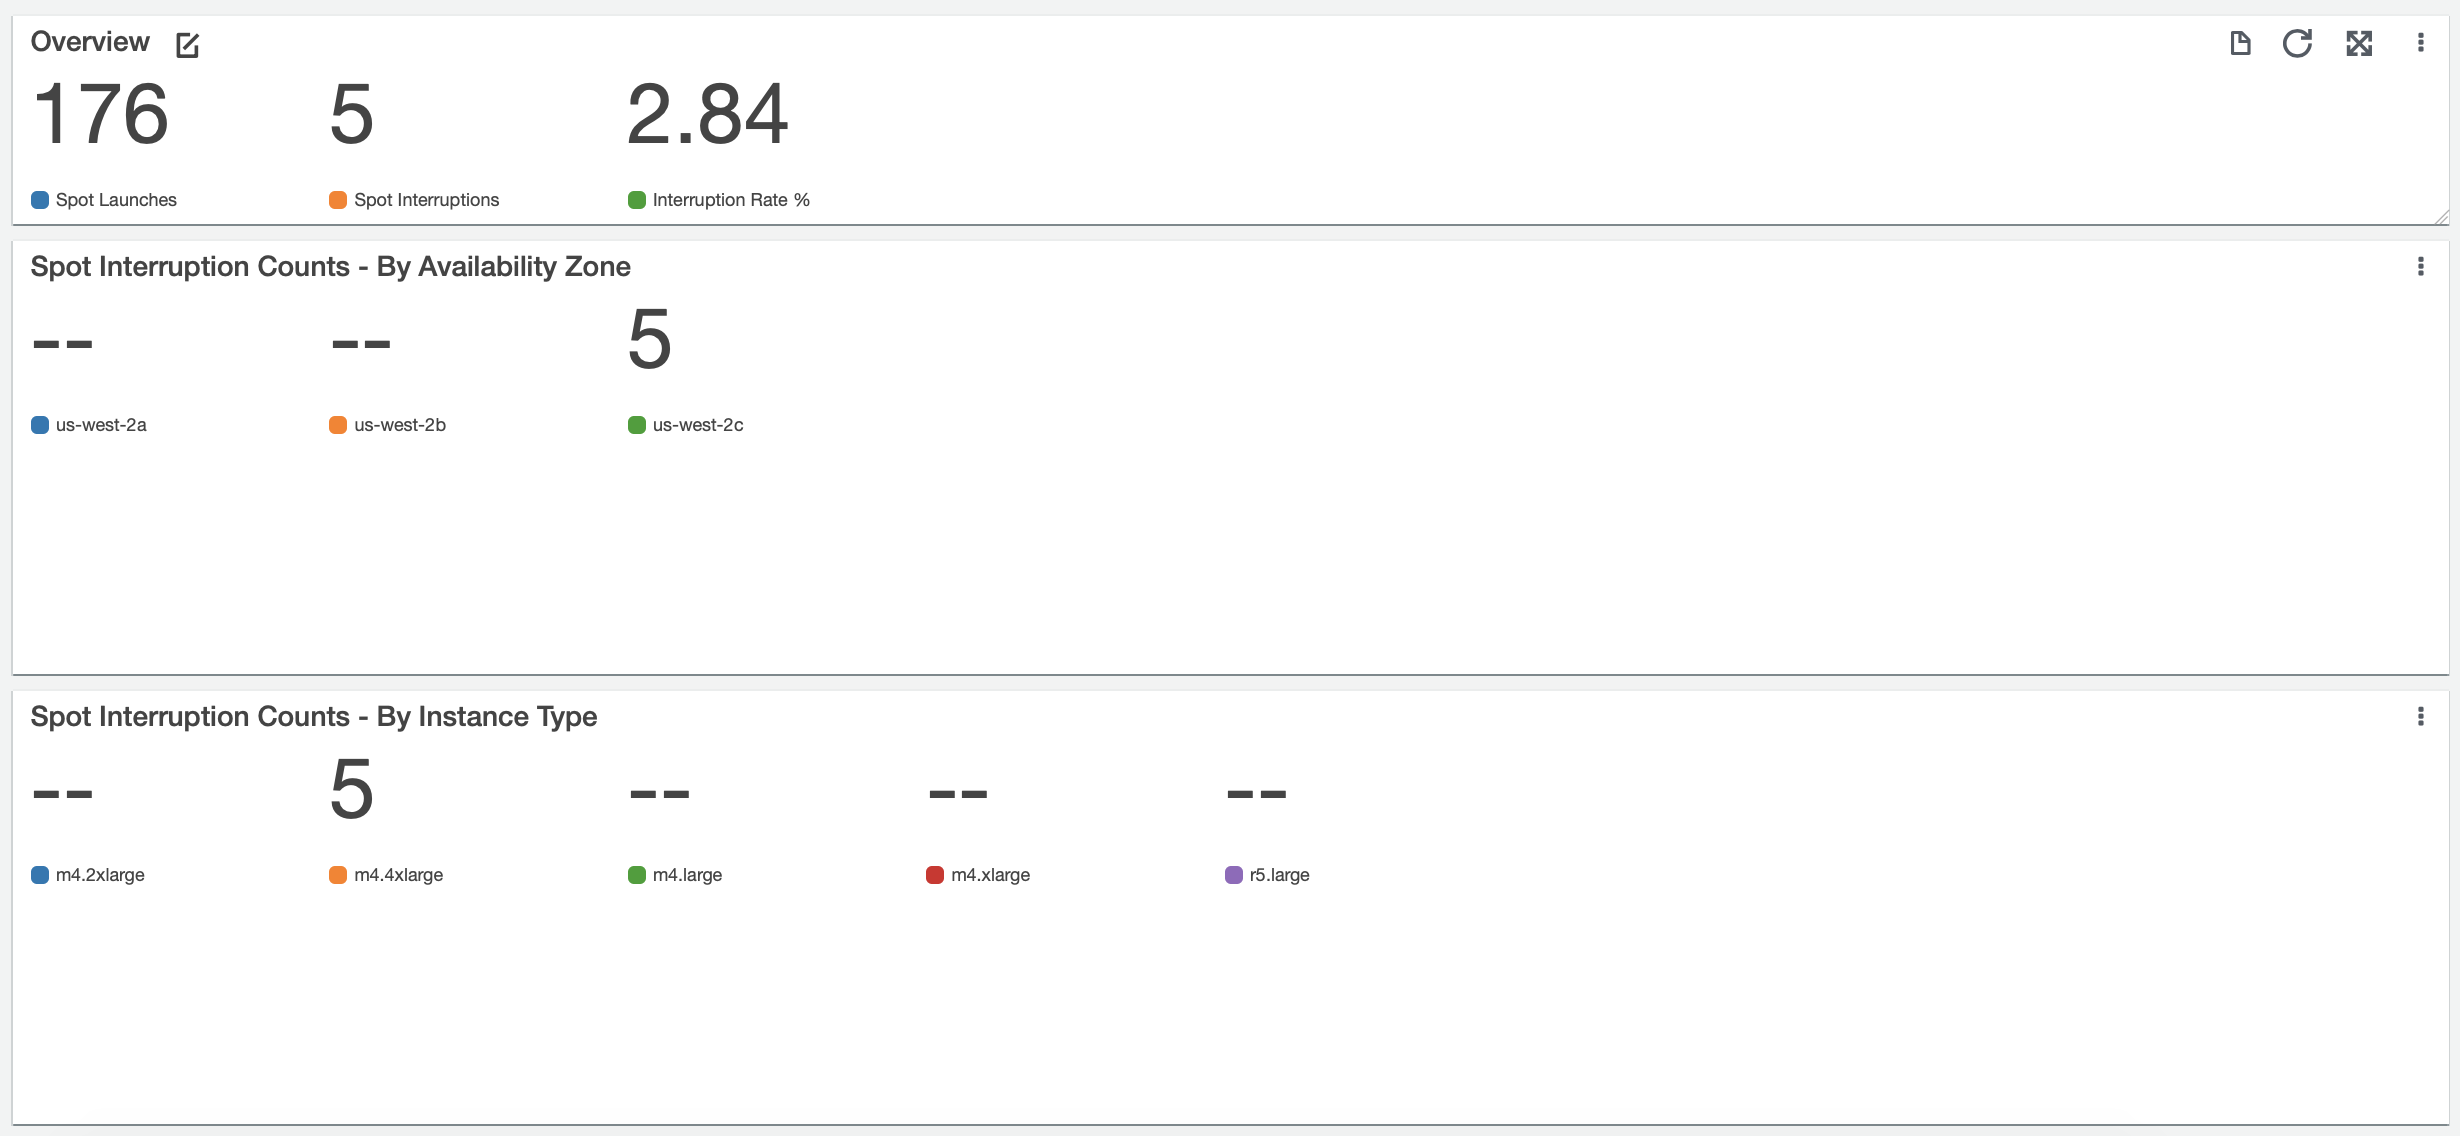 Overview
176 5 2.84
Spot Launches Spot Interruptions Interruption Rate %
Spot Interruption Counts - By Availability Zone
-- -- 5
us-west-2a us-west-2b us-west-2c
Spot Interruption Counts - By Instance Type
-- 5 -- -- --
m4.2xlarge m4.4xlarge m4.large m4.xlarge r5.large